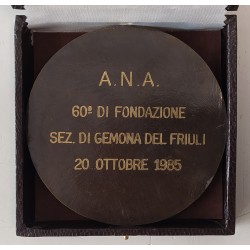 A.N.A.
60ª DI FONDAZIONE
SEZ. DI GEMONA DEL FRIULI
20 OTTOBRE 1985